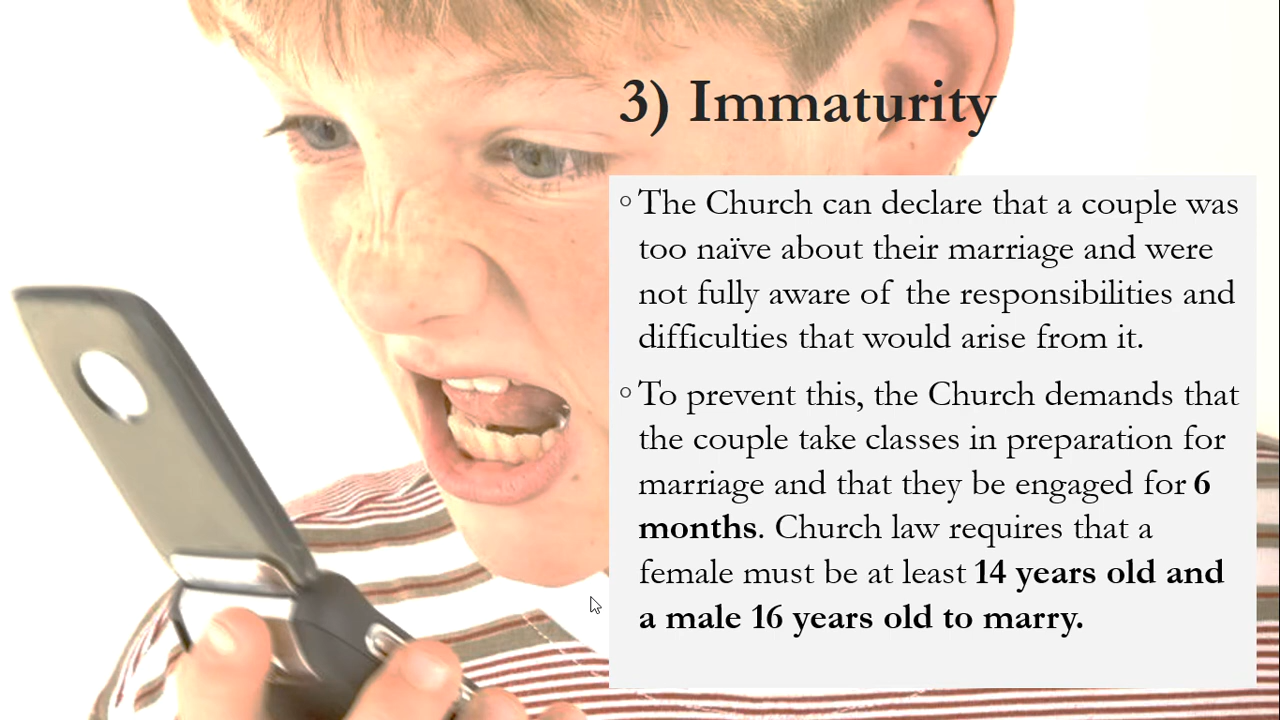 3) Immaturity
◦ The Church can declare that a couple was
too naïve about their marriage and were
not fully aware of the responsibilities and
difficulties that would arise from it.
◦ To prevent this, the Church demands that
the couple take classes in preparation for
marriage and that they be engaged for 6
months. Church law requires that a
female must be at least 14 years old and
a male 16 years old to marry.